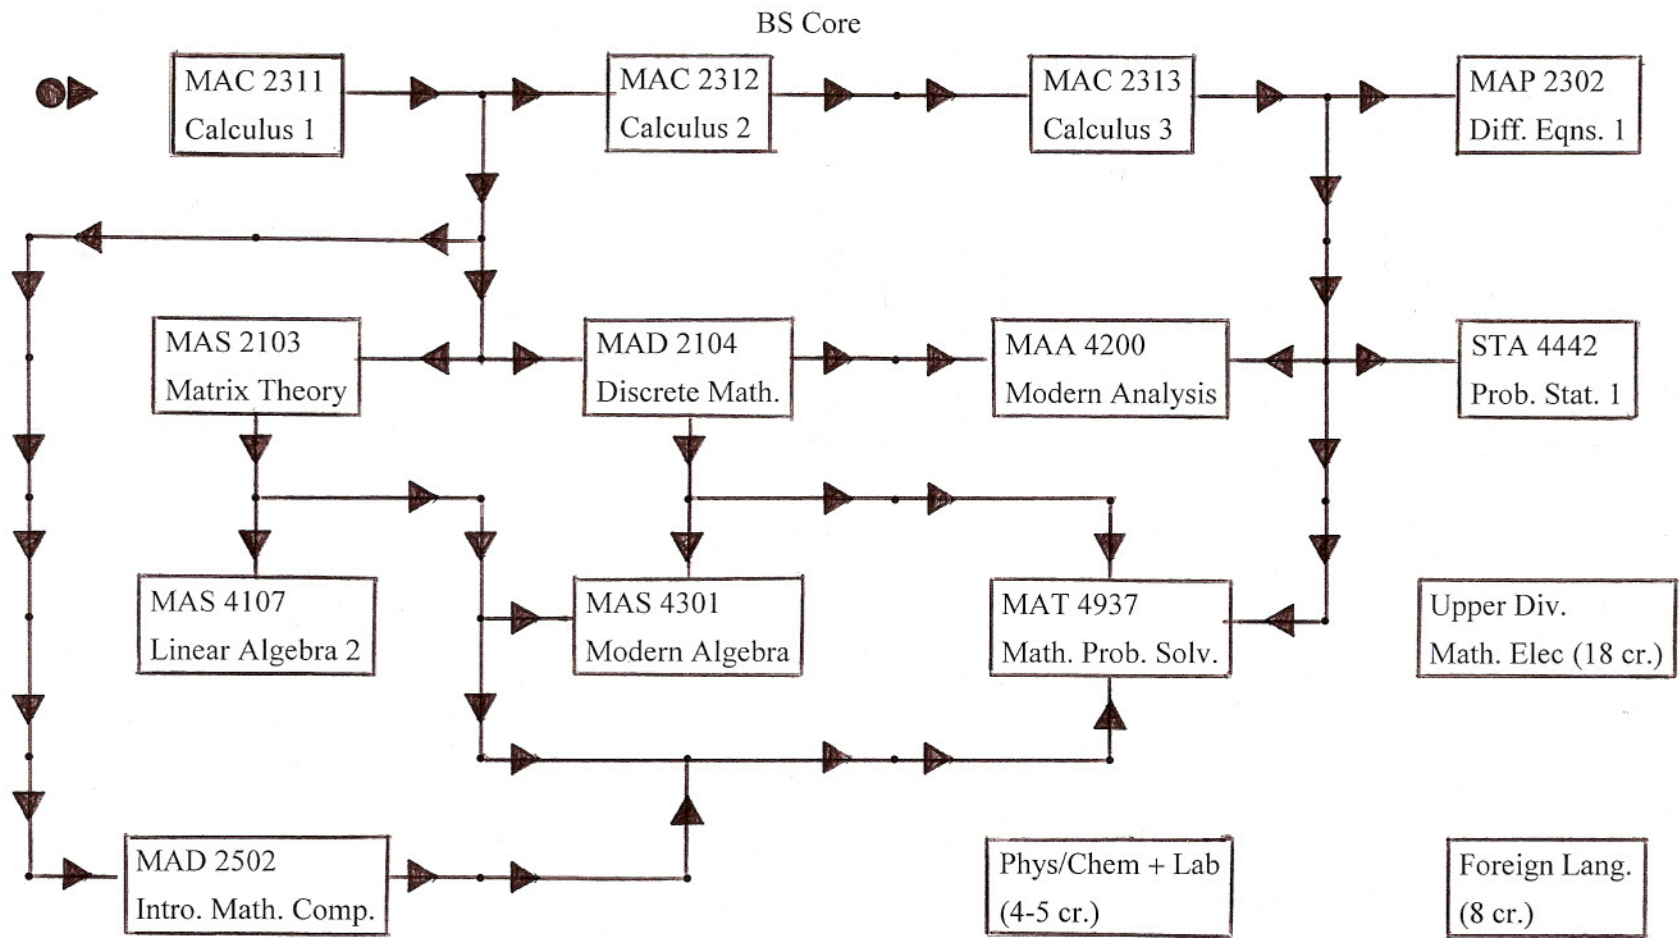 BS Core
MAC 2311
Calculus 1
MAC 2312
Calculus 2
MAC 2313
Calculus 3
MAP 2302
Diff. Eqns. 1
MAS 2103
Matrix Theory
MAD 2104
Discrete Math.
MAA 4200
Modern Analysis
STA 4442
Prob. Stat. 1
MAS 4107
Linear Algebra 2
MAS 4301
Modern Algebra
MAT 4937
Math. Prob. Solv.
Upper Div.
Math. Elec (18 cr.)
MAD 2502
Intro. Math. Comp.
Phys/Chem + Lab
(4-5 cr.)
Foreign Lang.
(8 cr.)